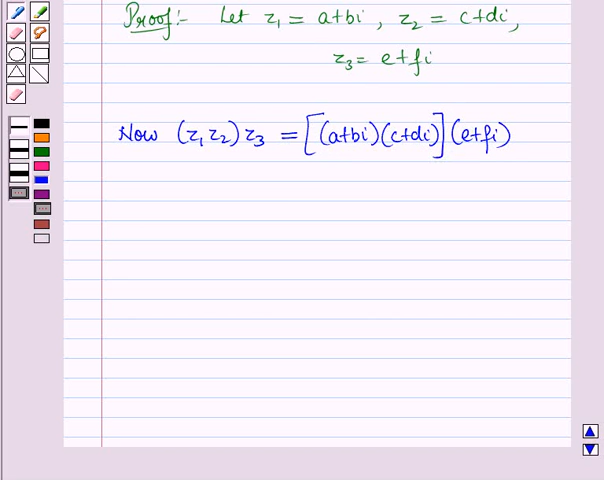 Proof:- Let z₁ = a+bi , z₂ = c+di,
z₃ = e+fi
Now (z₁z₂)z₃ = [(a+bi)(c+di)](e+fi)